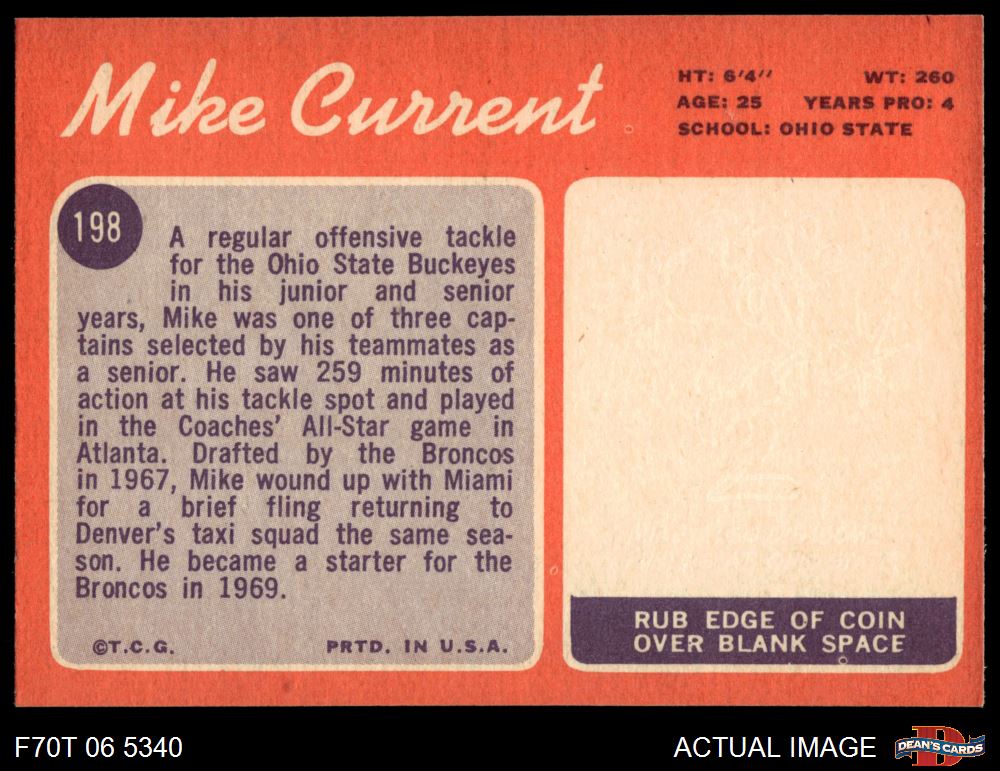 Mike Current
HT: 6'4'' WT: 260
AGE: 25 YEARS PRO: 4
SCHOOL: OHIO STATE
198
A regular offensive tackle
for the Ohio State Buckeyes
in his junior and senior
years, Mike was one of three cap-
tains selected by his teammates as
a senior. He saw 259 minutes of
action at his tackle spot and played
in the Coaches' All-Star game in
Atlanta. Drafted by the Broncos
in 1967, Mike wound up with Miami
for a brief fling returning to
Denver's taxi squad the same sea-
son. He became a starter for the
Broncos in 1969.
©T.C.G. PRTD. IN U.S.A.
RUB EDGE OF COIN
OVER BLANK SPACE
F70T 06 5340
ACTUAL IMAGE
DEAN'S CARDS